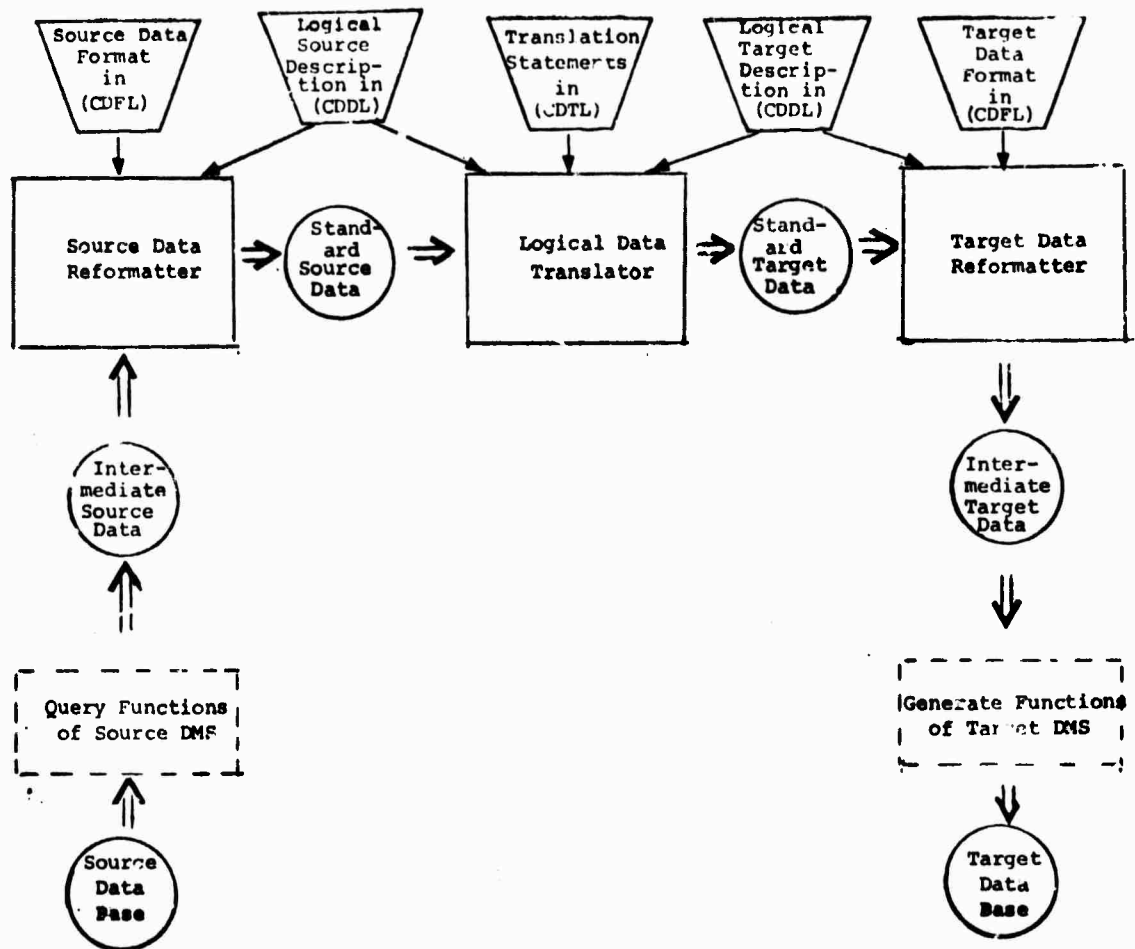 Source Data
Format
in
(CDFL)
Logical
Source
Descrip-
tion in
(CDDL)
Translation
Statements
in
(CDTL)
Logical
Target
Descrip-
tion in
(CDDL)
Target
Data
Format
in
(CDFL)
Source Data
Reformatter
Stand-
ard
Source
Data
Logical Data
Translator
Stand-
ard
Target
Data
Target Data
Reformatter
Inter-
mediate
Source
Data
Inter-
mediate
Target
Data
Query Functions
of Source DMS
Generate Functions
of Target DMS
Source
Data
Base
Target
Data
Base